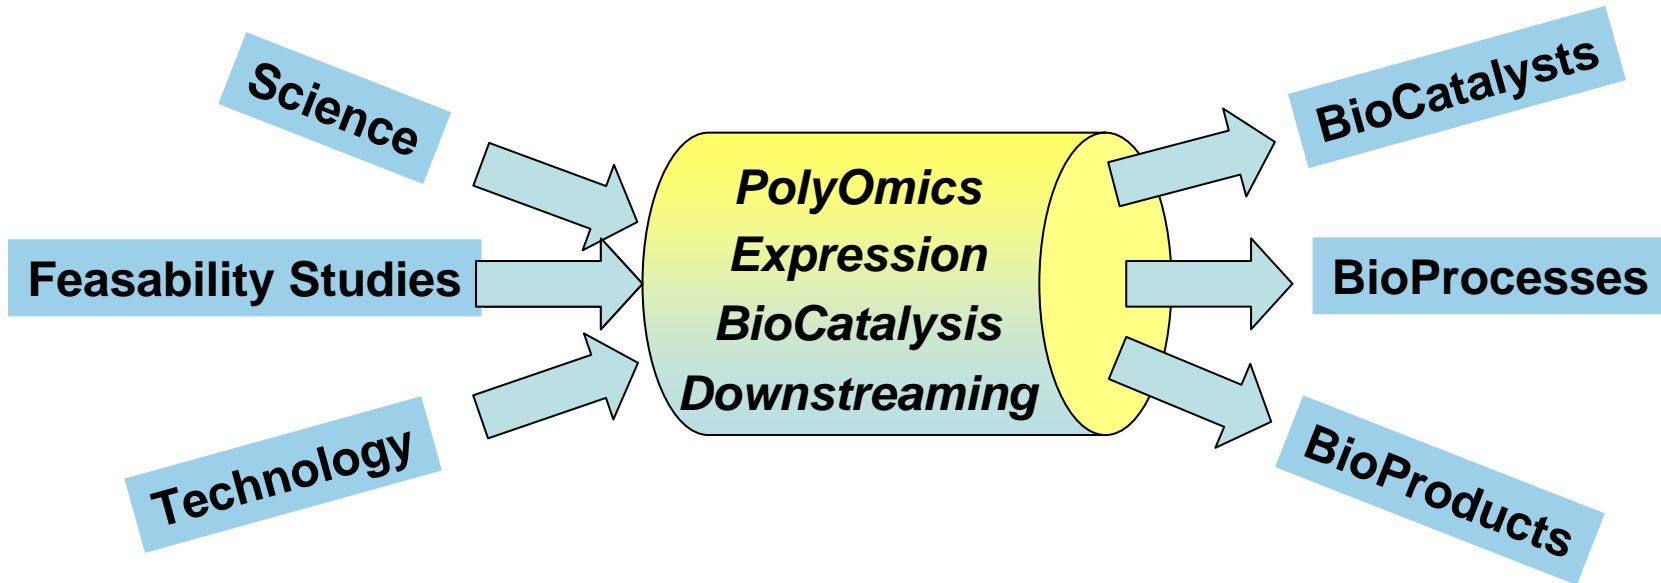 Science
Feasability Studies
Technology
PolyOmics
Expression
BioCatalysis
Downstreaming
BioCatalysts
BioProcesses
BioProducts